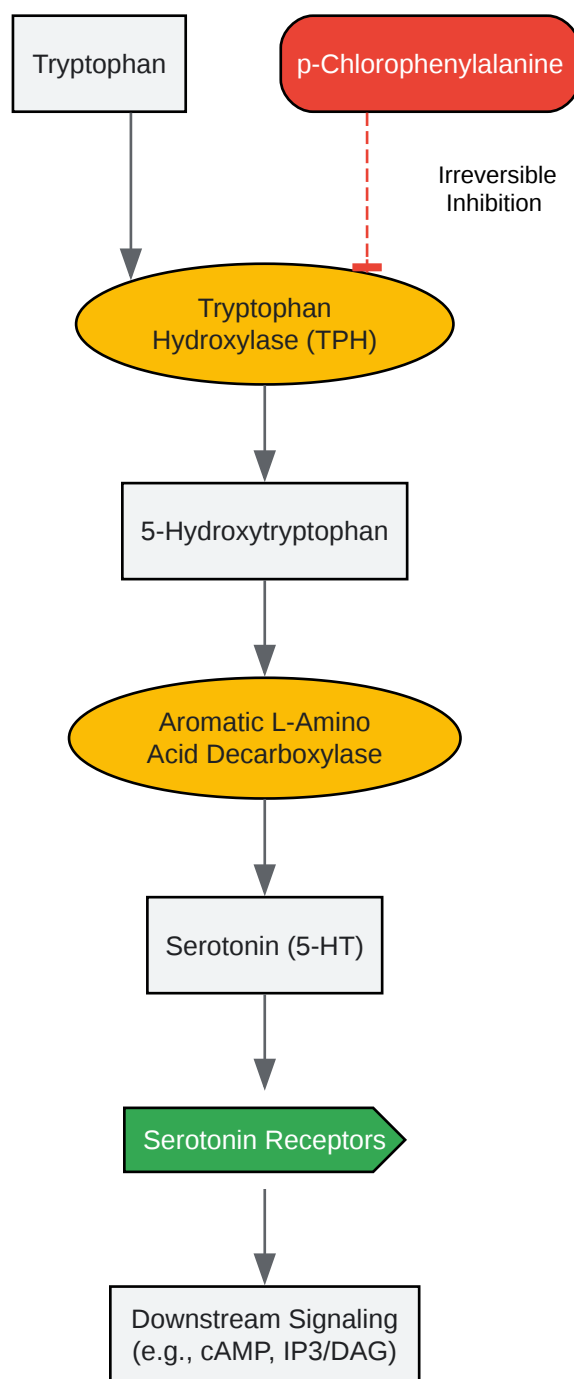 Tryptophan
p-Chlorophenylalanine
Irreversible
Inhibition
Tryptophan
Hydroxylase (TPH)
5-Hydroxytryptophan
Aromatic L-Amino
Acid Decarboxylase
Serotonin (5-HT)
Serotonin Receptors
Downstream Signaling
(e.g., cAMP, IP3/DAG)